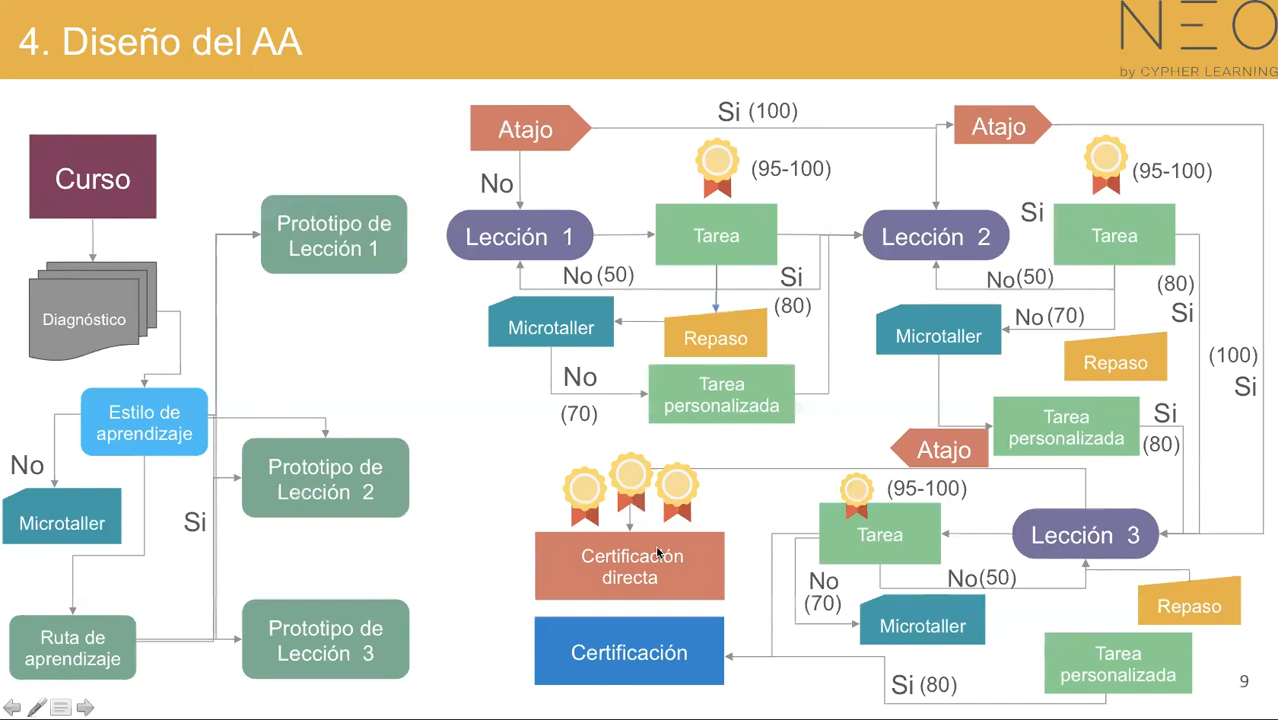 4. Diseño del AA
NEO
by CYPHER LEARNING
Curso
Diagnóstico
Estilo de
aprendizaje
No
Microtaller
Si
Ruta de
aprendizaje
Prototipo de
Lección 1
Prototipo de
Lección 2
Prototipo de
Lección 3
Atajo
Si (100)
Atajo
No
(95-100)
(95-100)
Lección 1
Tarea
Lección 2
Si
Tarea
No (50)
Si
(80)
No (50)
(80)
Si
Microtaller
Repaso
Microtaller
No (70)
Repaso
(100)
Si
No
(70)
Tarea
personalizada
Tarea
personalizada
Si
(80)
Atajo
(95-100)
Certificación
directa
Tarea
Lección 3
No
(70)
No (50)
Microtaller
Repaso
Certificación
Tarea
personalizada
Si (80)
9